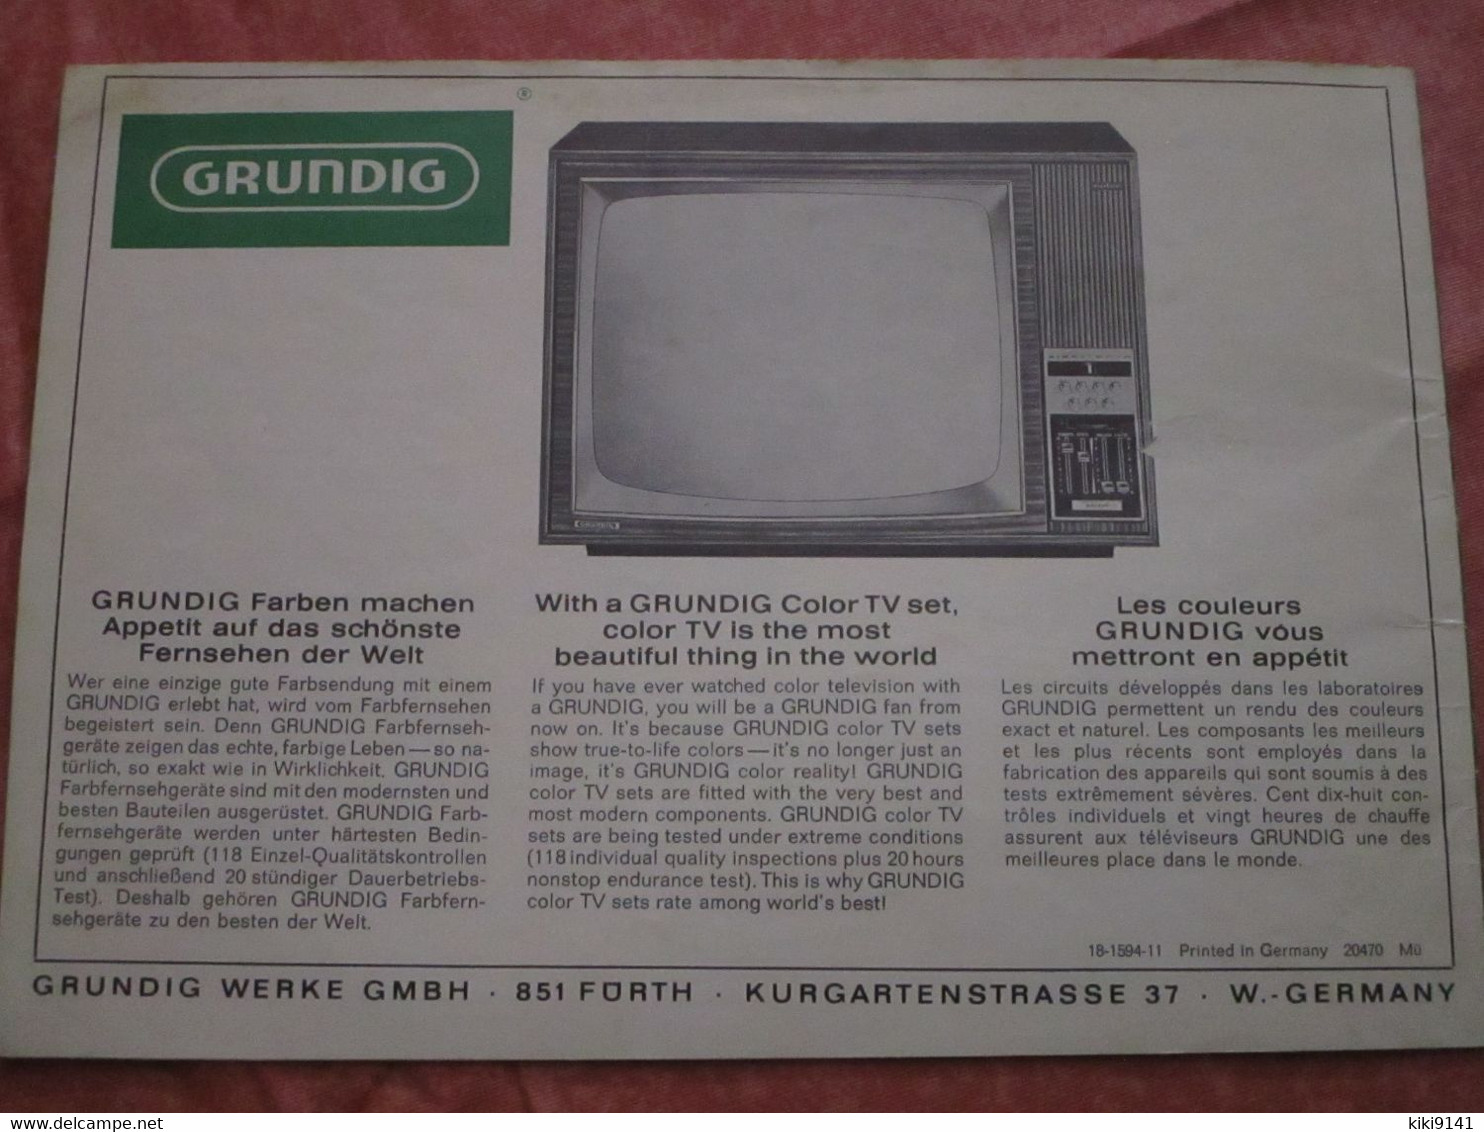 ®
GRUNDIG
1
GRUNDIG
GRUNDIG Farben machen
Appetit auf das schönste
Fernsehen der Welt
Wer eine einzige gute Farbsendung mit einem
GRUNDIG erlebt hat, wird vom Farbfernsehen
begeistert sein. Denn GRUNDIG Farbfernseh-
geräte zeigen das echte, farbige Leben — so na-
türlich, so exakt wie in Wirklichkeit. GRUNDIG
Farbfernsehgeräte sind mit den modernsten und
besten Bauteilen ausgerüstet. GRUNDIG Farb-
fernsehgeräte werden unter härtesten Bedin-
gungen geprüft (118 Einzel-Qualitätskontrollen
und anschließend 20 stündiger Dauerbetriebs-
Test). Deshalb gehören GRUNDIG Farbfern-
sehgeräte zu den besten der Welt.
With a GRUNDIG Color TV set,
color TV is the most
beautiful thing in the world
If you have ever watched color television with
a GRUNDIG, you will be a GRUNDIG fan from
now on. It's because GRUNDIG color TV sets
show true-to-life colors — it's no longer just an
image, it's GRUNDIG color reality! GRUNDIG
color TV sets are fitted with the very best and
most modern components. GRUNDIG color TV
sets are being tested under extreme conditions
(118 individual quality inspections plus 20 hours
nonstop endurance test). This is why GRUNDIG
color TV sets rate among world's best!
Les couleurs
GRUNDIG vous
mettront en appétit
Les circuits développés dans les laboratoires
GRUNDIG permettent un rendu des couleurs
exact et naturel. Les composants les meilleurs
et les plus récents sont employés dans la
fabrication des appareils qui sont soumis à des
tests extrêmement sévères. Cent dix-huit con-
trôles individuels et vingt heures de chauffe
assurent aux téléviseurs GRUNDIG une des
meilleures place dans le monde.
18-1594-11 Printed in Germany 20470 Mü
GRUNDIG WERKE GMBH · 851 FÜRTH · KURGARTENSTRASSE 37 · W.-GERMANY
delcampe.net
kiki9141